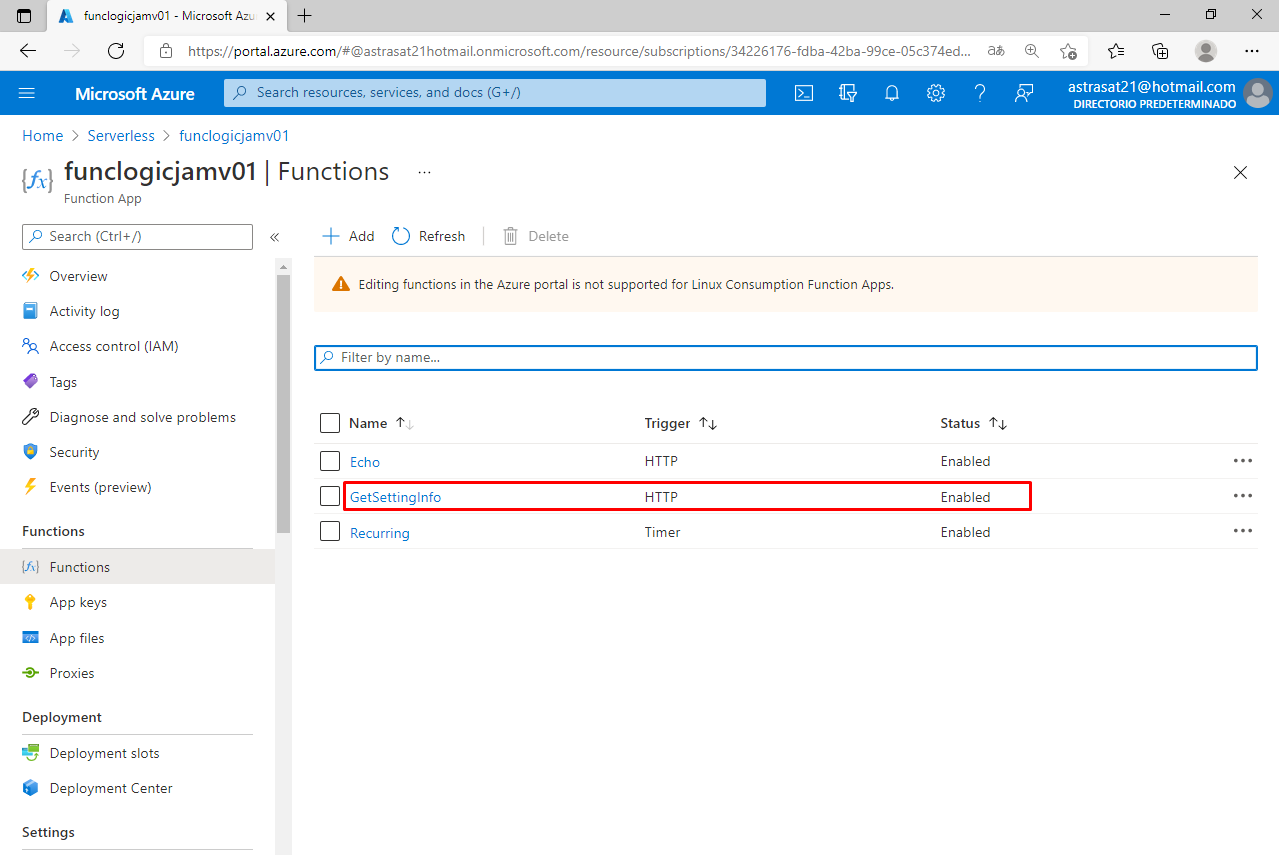 funclogicjamv01 - Microsoft Azu
https://portal.azure.com/#@astrasat21hotmail.onmicrosoft.com/resource/subscriptions/34226176-fdba-42ba-99ce-05c374ed...
aあ
Microsoft Azure
Search resources, services, and docs (G+/)
astrasat21@hotmail.com
DIRECTORIO PREDETERMINADO
Home > Serverless > funclogicjamv01
{fx}
funclogicjamv01 | Functions ...
Function App
Search (Ctrl+/)
«
Overview
Activity log
Access control (IAM)
Tags
Diagnose and solve problems
Security
Events (preview)
Functions
Functions
App keys
App files
Proxies
Deployment
Deployment slots
Deployment Center
Settings
Add Refresh Delete
Editing functions in the Azure portal is not supported for Linux Consumption Function Apps.
Filter by name...
Name ↑↓ Trigger ↑↓ Status ↑↓
Echo HTTP Enabled ...
GetSettingInfo HTTP Enabled ...
Recurring Timer Enabled ...